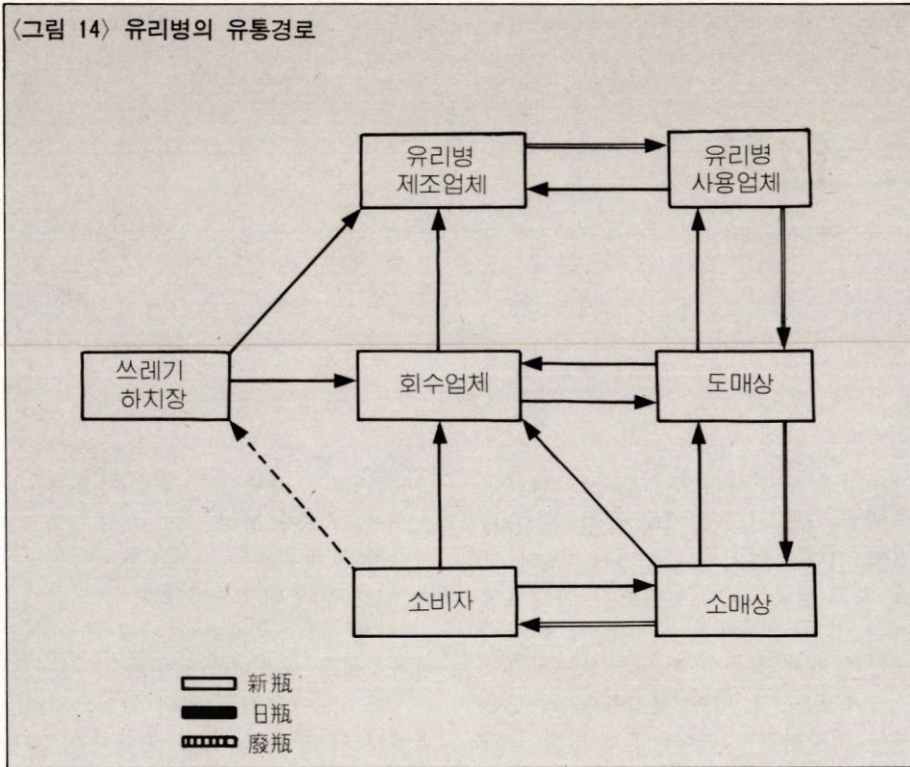 〈그림 14〉 유리병의 유통경로
유리병
제조업체
유리병
사용업체
쓰레기
하치장
회수업체
도매상
소비자
소매상
新瓶
日瓶
廢瓶